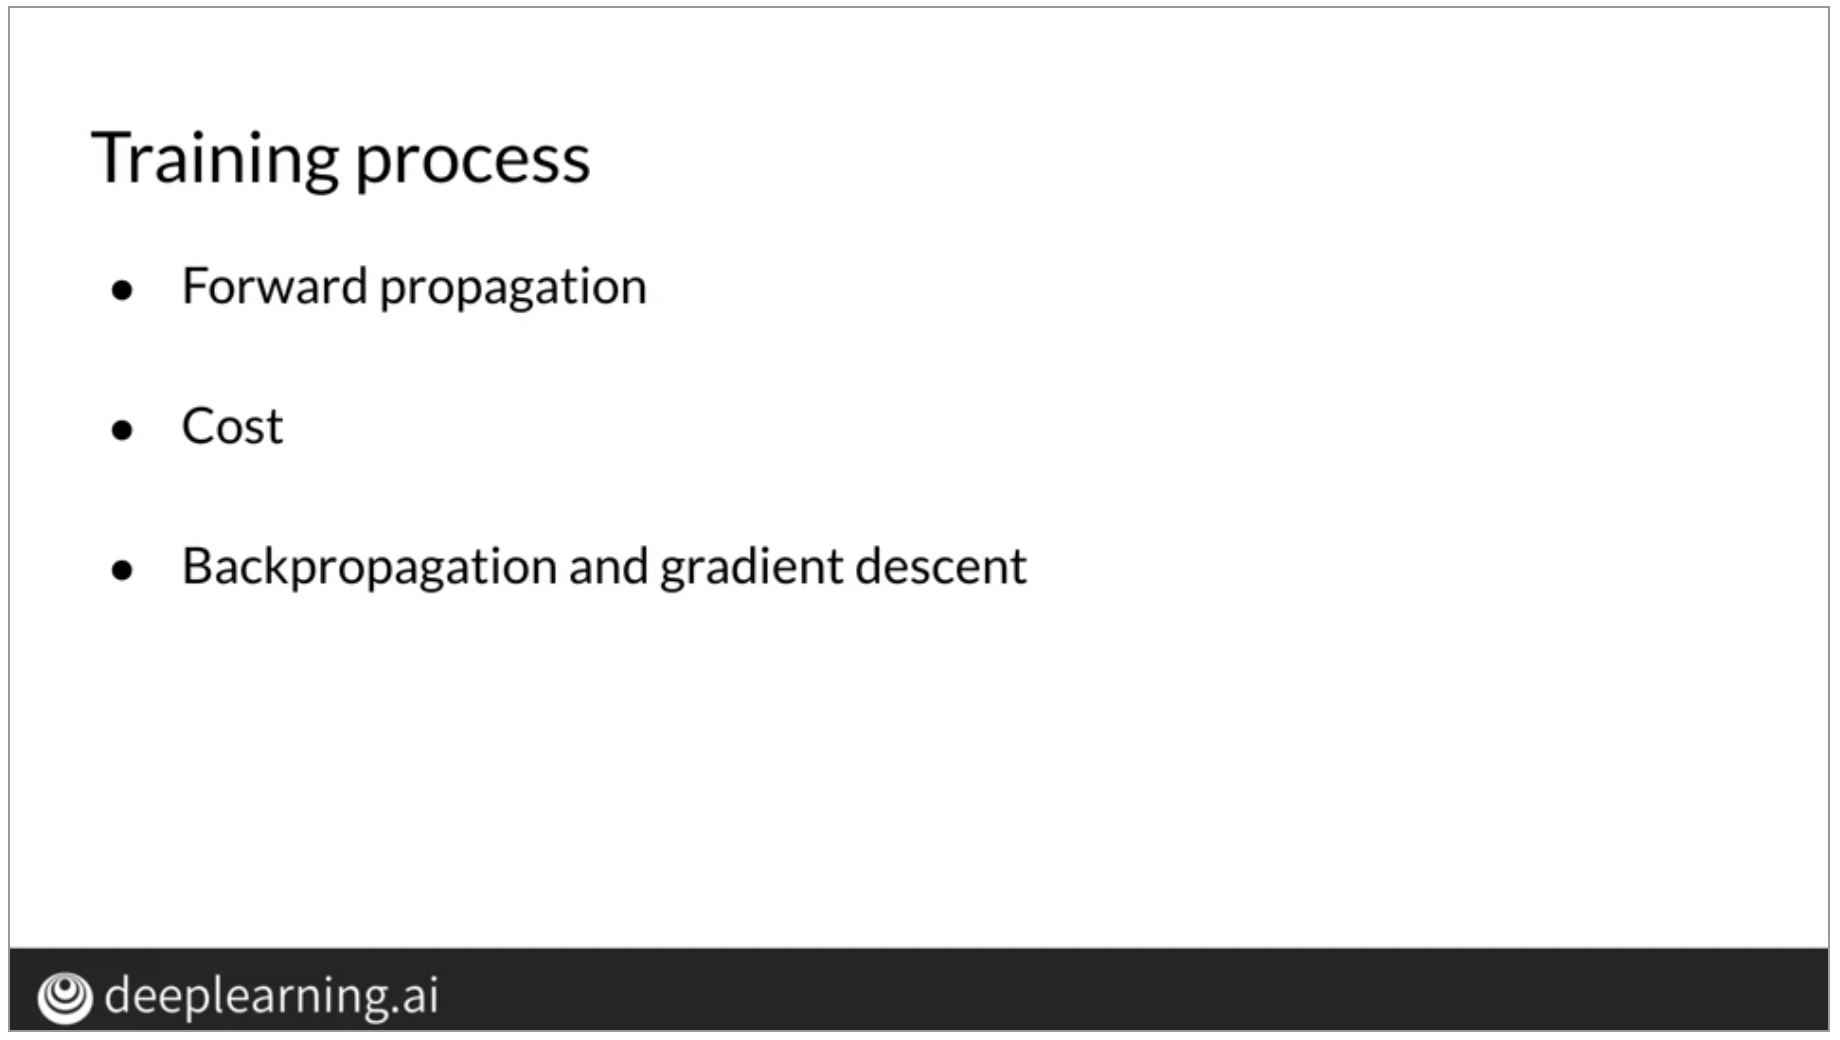 Training process
● Forward propagation
● Cost
● Backpropagation and gradient descent
deeplearning.ai